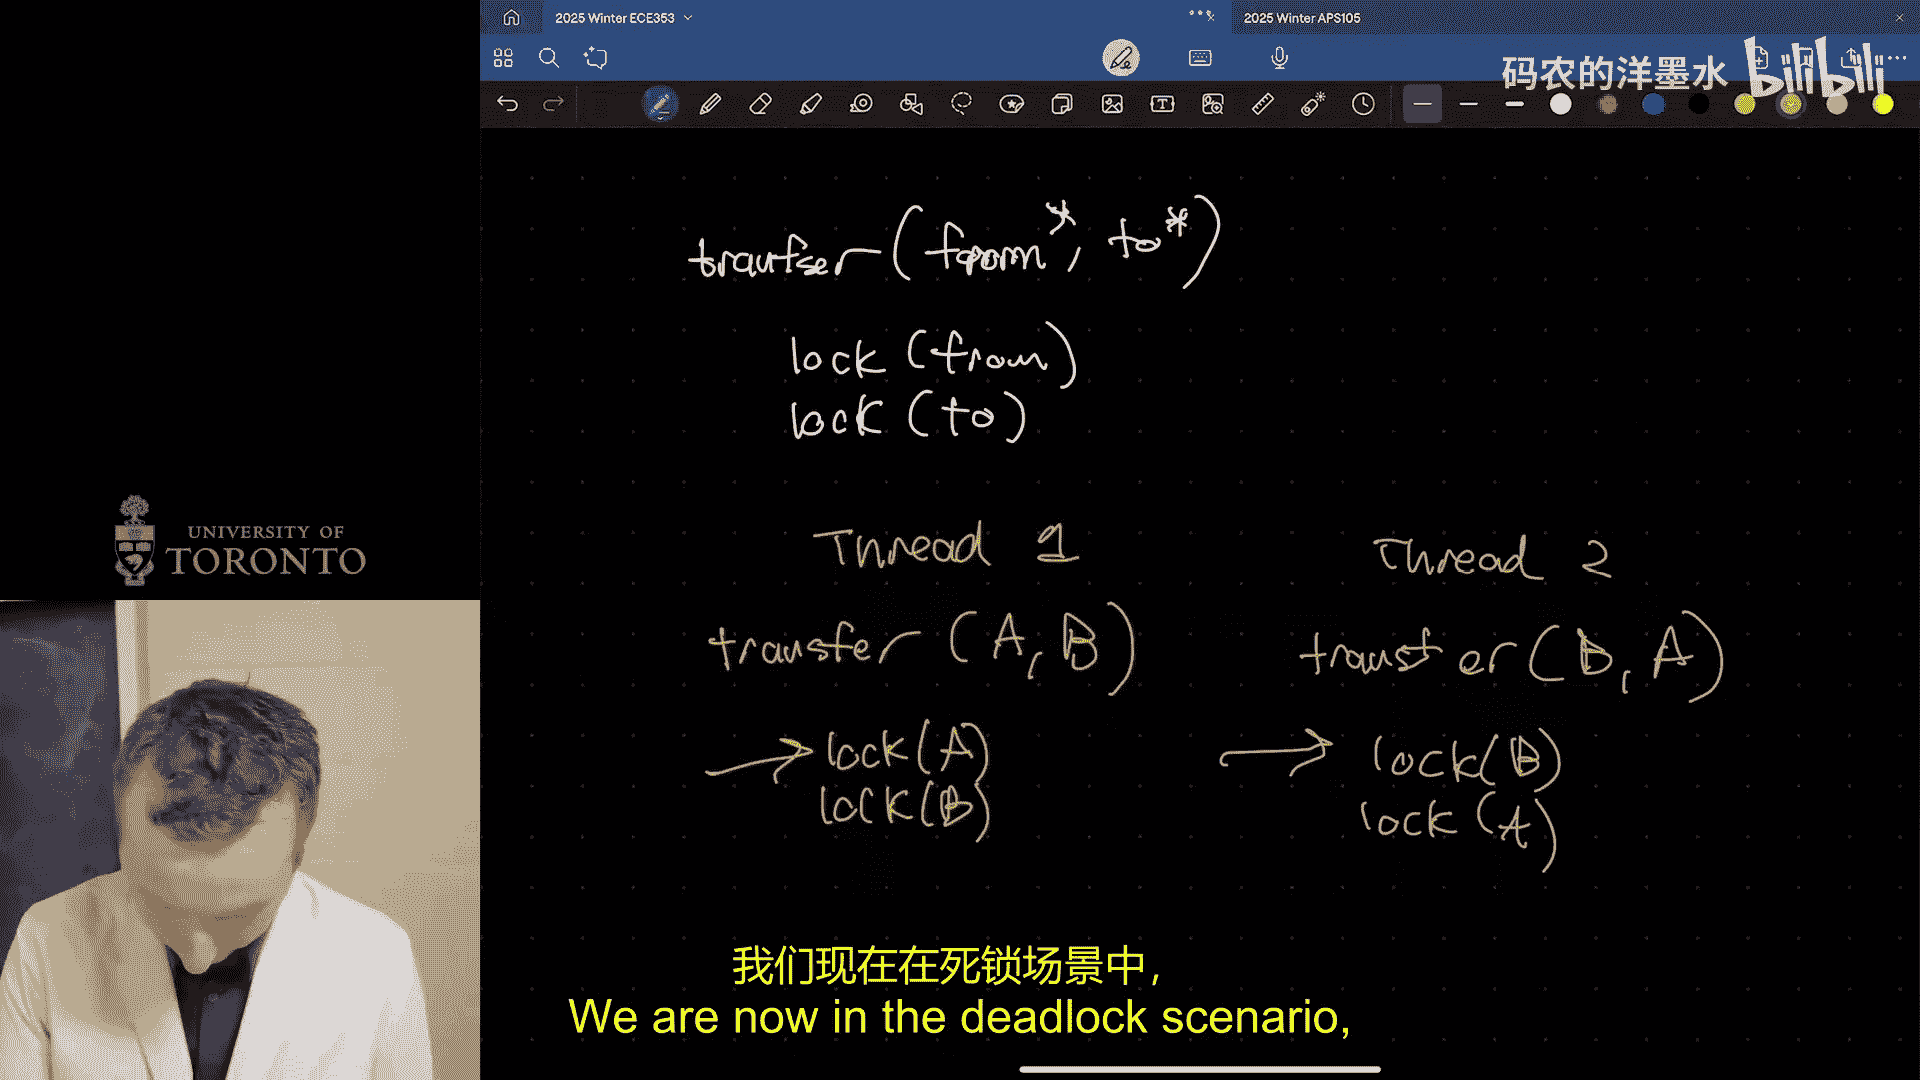 2025 Winter ECE353
2025 Winter APS105
码农的洋墨水 bilibili
tranfser(from*, to*)
lock (from)
lock (to)
Thread 1
Thread 2
transfer (A, B)
transfer (B, A)
lock(A)
lock(B)
lock(B)
lock (A)
UNIVERSITY OF
TORONTO
我们现在在死锁场景中，
We are now in the deadlock scenario,